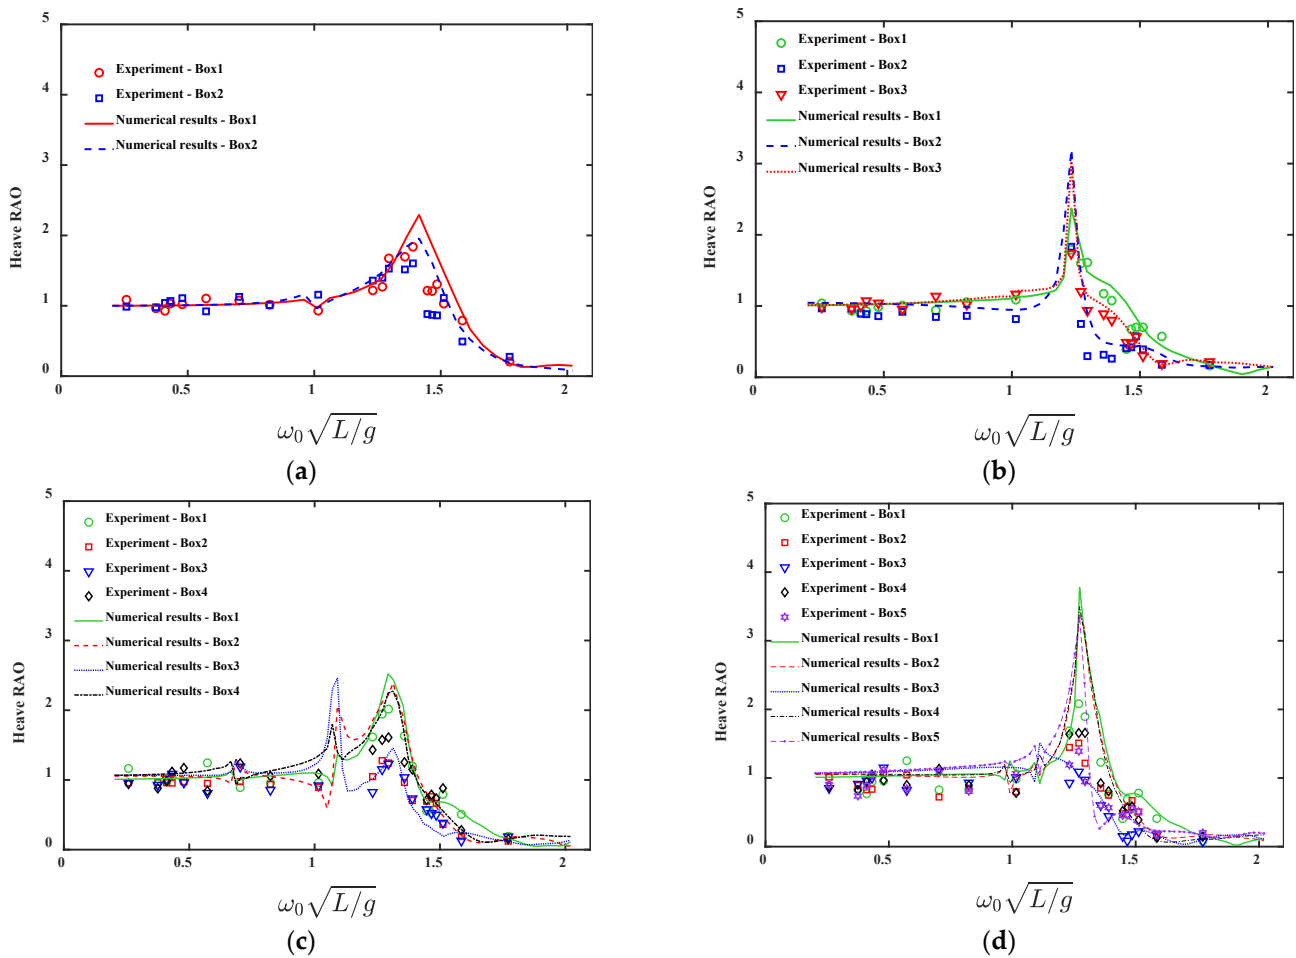 5
4
3
2
1
0
Heave RAO
Experiment - Box1
Experiment - Box2
Numerical results - Box1
Numerical results - Box2
0 0.5 1 1.5 2
ω₀√L/g
(a)
5
4
3
2
1
0
Heave RAO
Experiment - Box1
Experiment - Box2
Experiment - Box3
Numerical results - Box1
Numerical results - Box2
Numerical results - Box3
0 0.5 1 1.5 2
ω₀√L/g
(b)
5
4
3
2
1
0
Heave RAO
Experiment - Box1
Experiment - Box2
Experiment - Box3
Experiment - Box4
Numerical results - Box1
Numerical results - Box2
Numerical results - Box3
Numerical results - Box4
0 0.5 1 1.5 2
ω₀√L/g
(c)
5
4
3
2
1
0
Heave RAO
Experiment - Box1
Experiment - Box2
Experiment - Box3
Experiment - Box4
Experiment - Box5
Numerical results - Box1
Numerical results - Box2
Numerical results - Box3
Numerical results - Box4
Numerical results - Box5
0 0.5 1 1.5 2
ω₀√L/g
(d)